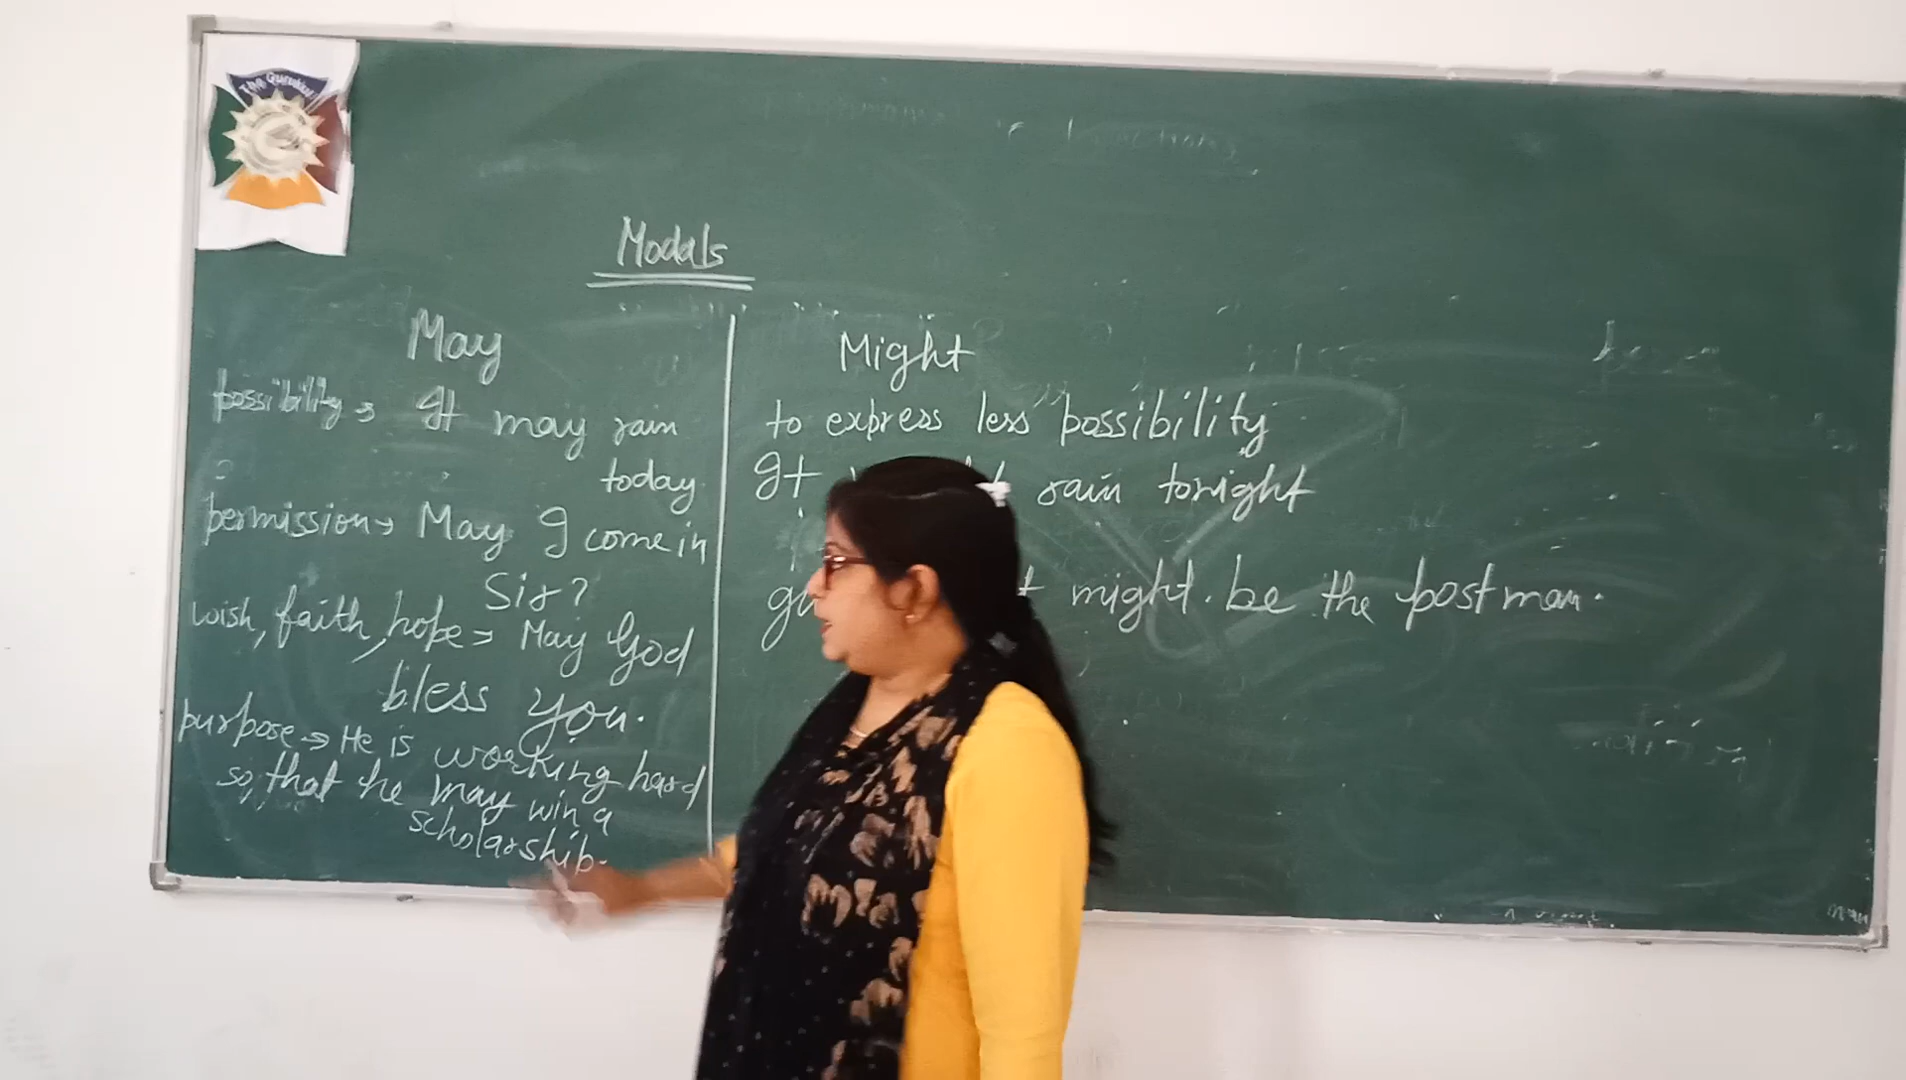 The Gurukul
Modals
May
possibility → It may rain
today.
permission → May I come in
Sir?
wish, faith, hope = May God
bless you.
purpose → He is working hard
so, that he may win a
scholarship.
Might
to express less possibility
It rain tonight
might be the postman.